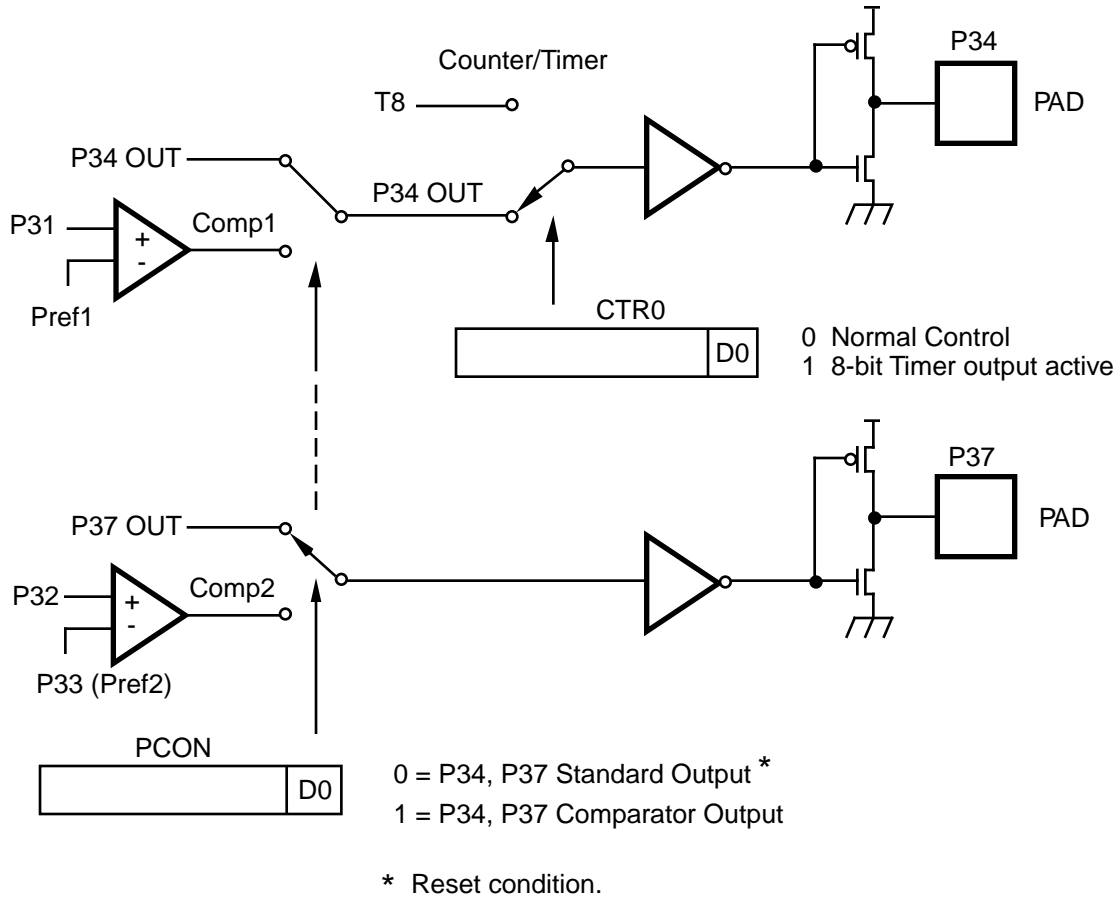 P34
Counter/Timer
T8
PAD
P34 OUT
P34 OUT
P31
+
-
Comp1
Pref1
CTR0
D0
0 Normal Control
1 8-bit Timer output active
P37
P37 OUT
PAD
P32
+
-
Comp2
P33 (Pref2)
PCON
D0
0 = P34, P37 Standard Output *
1 = P34, P37 Comparator Output
* Reset condition.